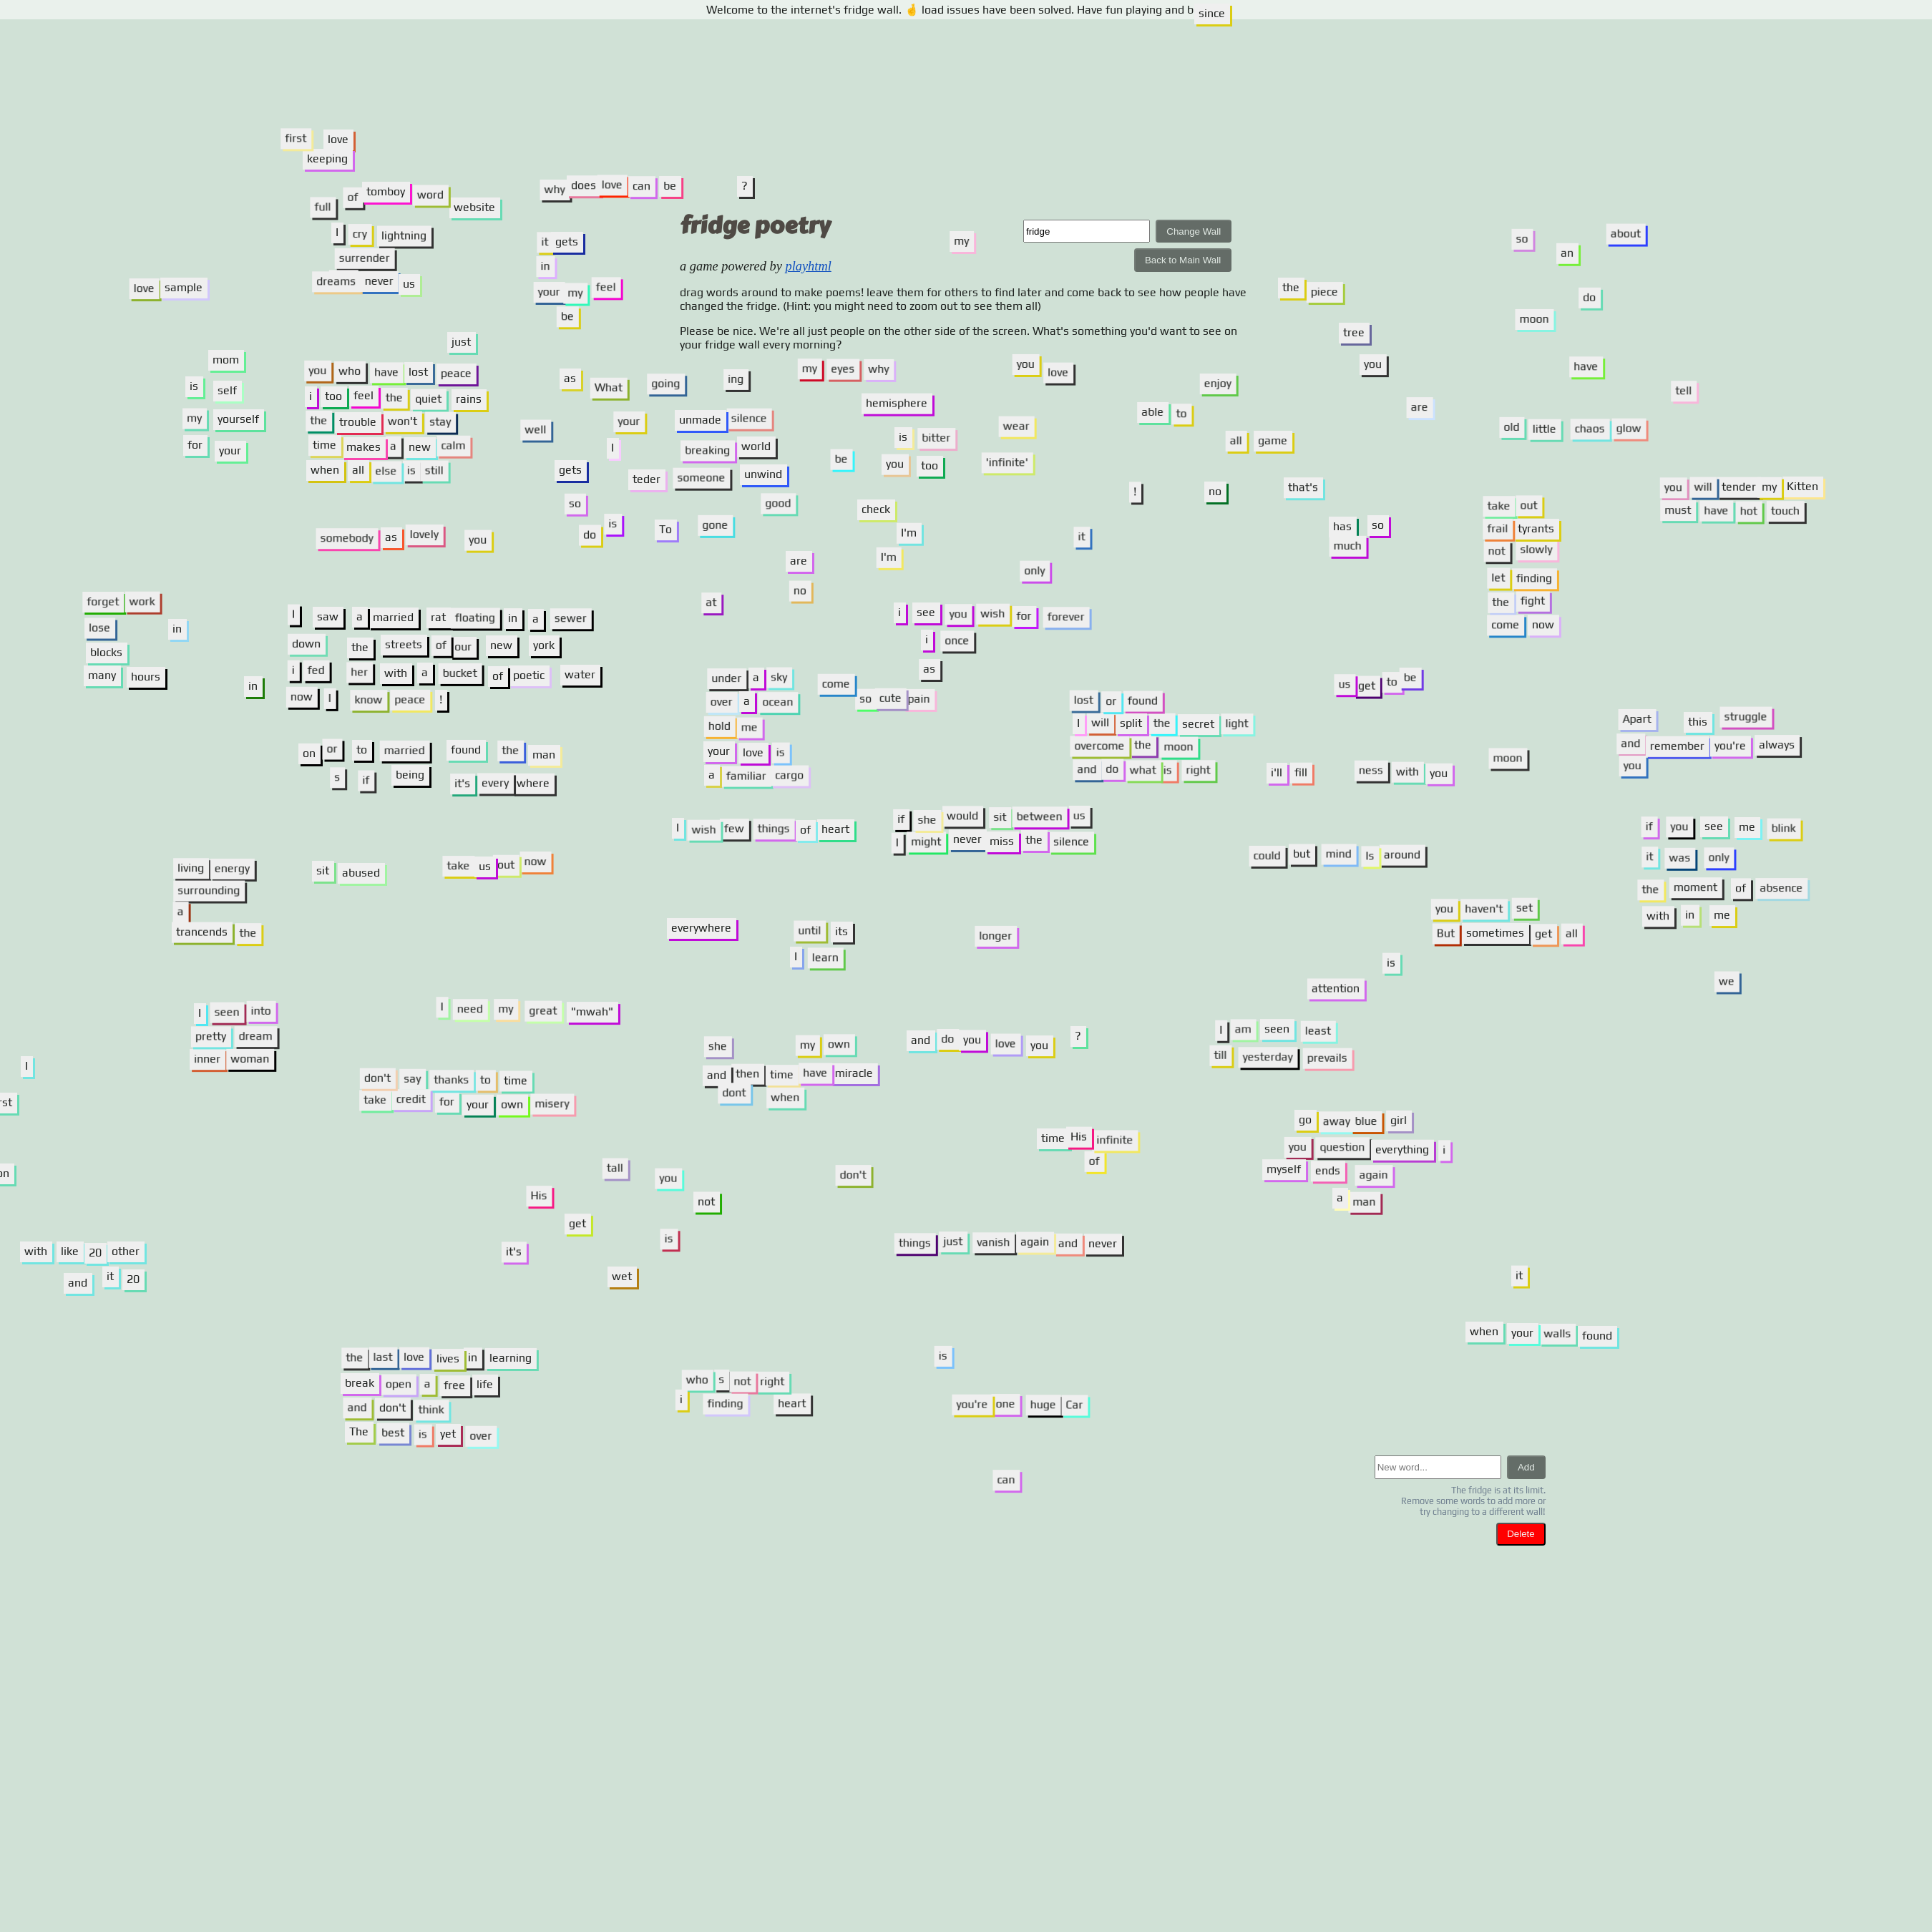 Welcome to the internet's fridge wall. ☝ load issues have been solved. Have fun playing and b
since
first love
keeping
full of tomboy word website
I cry lightning
surrender
dreams never us
love sample
why does love can be ?
it gets
in
your my feel
be
fridge poetry
fridge
Change Wall
Back to Main Wall
my
a game powered by playhtml
drag words around to make poems! leave them for others to find later and come back to see how people have
changed the fridge. (Hint: you might need to zoom out to see them all)
Please be nice. We're all just people on the other side of the screen. What's something you'd want to see on
your fridge wall every morning?
so an about
do
moon
the piece
tree
you
have
tell
are
just
mom
is self
my yourself
for your
you who have lost peace
i too feel the quiet rains
the trouble won't stay
time makes a new calm
when all else is still
somebody as lovely you
as What going ing
my eyes why
you love
enjoy
able to
all game
old little chaos glow
well
your
I
unmade silence
breaking world
teder someone unwind
gets
so
good
is
do
To gone
hemisphere
is bitter
be
you too
wear
'infinite'
check
I'm
I'm
! no that's
it
has so
much
you will tender my Kitten
must have hot touch
take out
frail tyrants
not slowly
let finding
the fight
come now
are
no
only
at
forget work
lose in
blocks
many hours
in
I saw a married rat floating in a sewer
down the streets of our new york
i fed her with a bucket of poetic water
now I know peace !
i see you wish for forever
i once
as
under a sky
over a ocean
hold me
your love is
a familiar cargo
come
so cute pain
lost or found
I will split the secret light
overcome the moon
and do what is right
us get to be
i'll fill
ness with you
moon
Apart this struggle
and remember you're always
you
on or to married found the man
s if being it's every where
I wish few things of heart
if she would sit between us
I might never miss the silence
could but mind Is around
if you see me blink
it was only
the moment of absence
with in me
living energy
surrounding
a
trancends the
sit abused
take us out now
everywhere
until its
I learn
longer
you haven't set
But sometimes get all
is
attention
we
I seen into
pretty dream
inner woman
I need my great "mwah"
I
rst
on
don't say thanks to time
take credit for your own misery
she my own
and then time have miracle
dont when
and do you love you ?
I am seen least
till yesterday prevails
time His infinite
of
go away blue girl
you question everything i
myself ends again
a man
tall
you
don't
His
not
get
is
it's
wet
with like 20 other
and it 20
things just vanish again and never
it
when your walls found
the last love lives in learning
break open a free life
and don't think
The best is yet over
who s not right
i finding heart
is
you're one huge Car
can
New word...
Add
The fridge is at its limit.
Remove some words to add more or
try changing to a different wall!
Delete